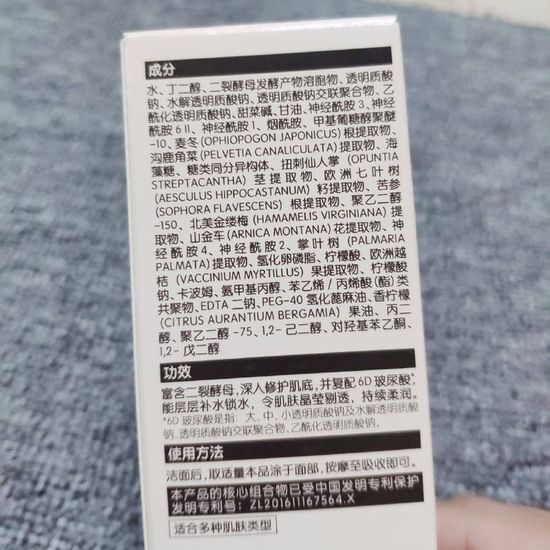 成分
水、丁二醇、二裂酵母发酵产物溶胞物、透明质酸
钠、水解透明质酸钠、透明质酸钠交联聚合物、乙
酰化透明质酸钠、甜菜碱、甘油、神经酰胺3、神经
酰胺6 II、神经酰胺1、烟酰胺、甲基葡糖醇聚醚
-10、麦冬(OPHIOPOGON JAPONICUS)根提取物、
沟鹿角菜(PELVETIA CANALICULATA)提取物、海
藻糖、糖类同分异构体、扭刺仙人掌(OPUNTIA
STREPTACANTHA)茎提取物、欧洲七叶树
(AESCULUS HIPPOCASTANUM)籽提取物、苦参
(SOPHORA FLAVESCENS)根提取物、聚乙二醇
-150、北美金缕梅(HAMAMELIS VIRGINIANA)提
取物、山金车(ARNICA MONTANA)花提取物、神
经酰胺4、神经酰胺2、掌叶树(PALMARIA
PALMATA)提取物、氢化卵磷脂、柠檬酸、欧洲越
桔(VACCINIUM MYRTILLUS)果提取物、柠檬酸
钠、卡波姆、氨甲基丙醇、苯乙烯/丙烯酸(酯)类
共聚物、EDTA二钠、PEG-40氢化蓖麻油、香柠檬
(CITRUS AURANTIUM BERGAMIA)果油、丙二
醇、聚乙二醇-75、1,2-己二醇、对羟基苯乙酮、
1,2-戊二醇
功效
富含二裂酵母,深入修护肌底,并复配6D玻尿酸*,
能层层补水锁水,令肌肤晶莹剔透,持续柔润。
*6D玻尿酸是指:大、中、小透明质酸钠及水解透明质酸
钠、透明质酸钠交联聚合物、乙酰化透明质酸钠。
使用方法
洁面后,取适量本品涂于面部,按摩至吸收即可。
本产品的核心组合物已受中国发明专利保护
发明专利号:ZL201611167564.X
适合多种肌肤类型